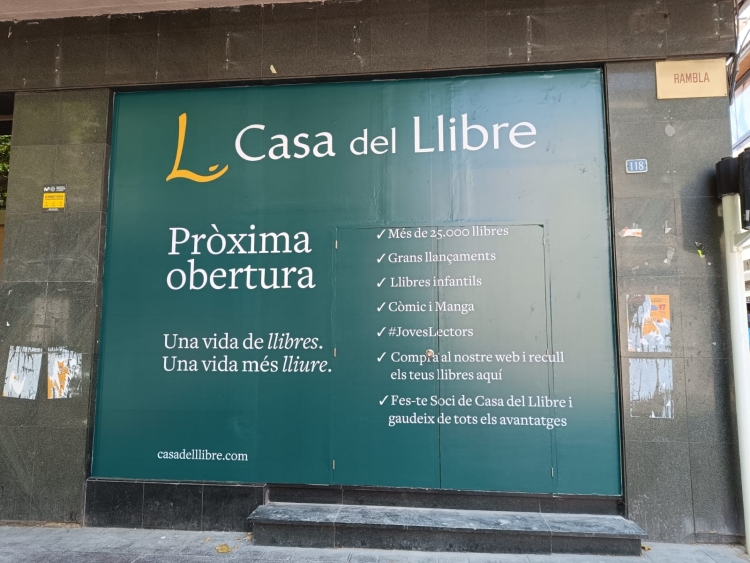 RAMBLA
118
L
Casa del Llibre
Pròxima
obertura
Una vida de llibres.
Una vida més lliure.
casadelllibre.com
✓ Més de 25.000 llibres
✓ Grans llançaments
✓ Llibres infantils
✓ Còmic i Manga
✓ #JovesLectors
✓ Compra al nostre web i recull
els teus llibres aquí
✓ Fes-te Soci de Casa del Llibre i
gaudeix de tots els avantatges